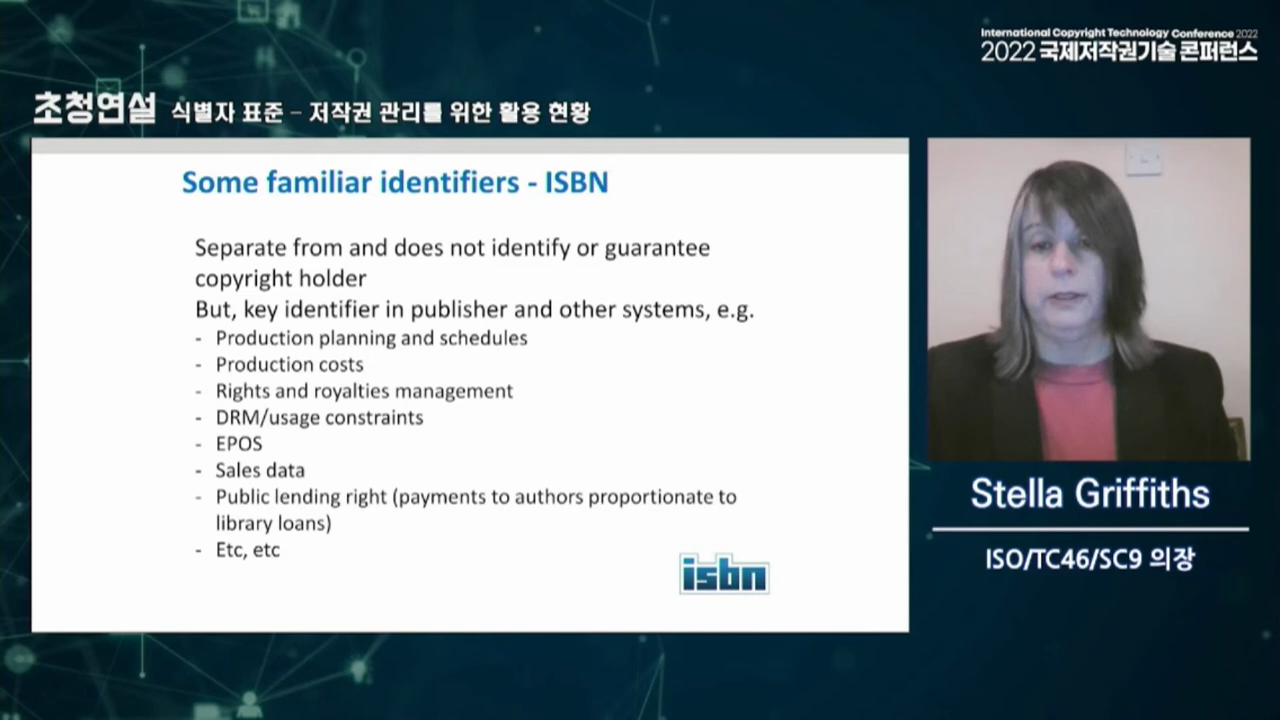 International Copyright Technology Conference 2022
2022 국제저작권기술 콘퍼런스
초청연설 식별자 표준 – 저작권 관리를 위한 활용 현황
Some familiar identifiers - ISBN
Separate from and does not identify or guarantee
copyright holder
But, key identifier in publisher and other systems, e.g.
- Production planning and schedules
- Production costs
- Rights and royalties management
- DRM/usage constraints
- EPOS
- Sales data
- Public lending right (payments to authors proportionate to
library loans)
- Etc, etc
isbn
Stella Griffiths
ISO/TC46/SC9 의장